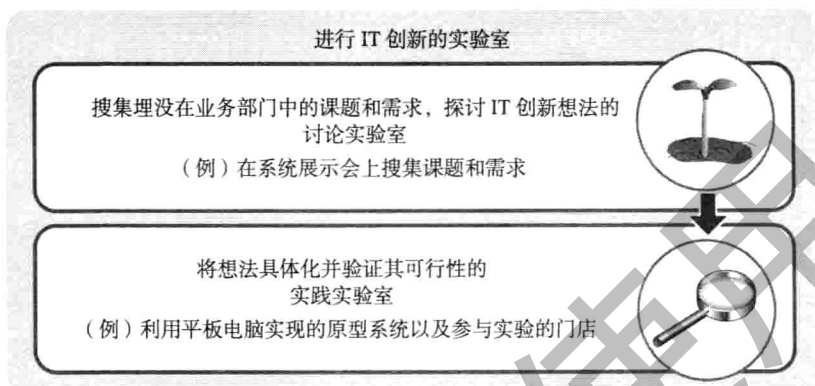 进行 IT 创新的实验室
搜集埋没在业务部门中的课题和需求，探讨 IT 创新想法的
讨论实验室
（例）在系统展示会上搜集课题和需求
将想法具体化并验证其可行性的
实践实验室
（例）利用平板电脑实现的原型系统以及参与实验的门店